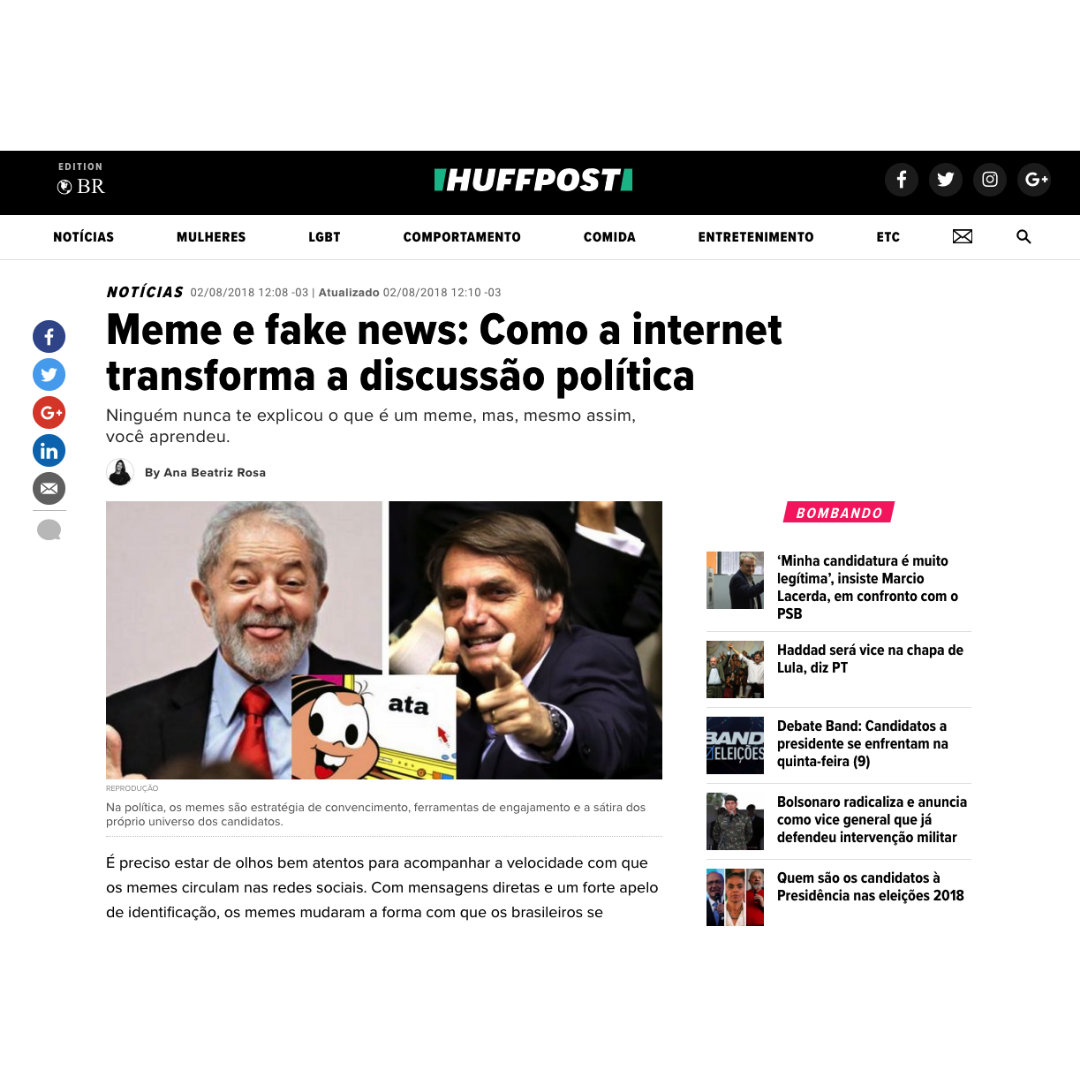 EDITION
BR
HUFFPOST
NOTÍCIAS
MULHERES
LGBT
COMPORTAMENTO
COMIDA
ENTRETENIMENTO
ETC
NOTÍCIAS 02/08/2018 12:08 -03 | Atualizado 02/08/2018 12:10 -03
Meme e fake news: Como a internet
transforma a discussão política
Ninguém nunca te explicou o que é um meme, mas, mesmo assim,
você aprendeu.
By Ana Beatriz Rosa
ata
REPRODUÇÃO
Na política, os memes são estratégia de convencimento, ferramentas de engajamento e a sátira dos
próprio universo dos candidatos.
É preciso estar de olhos bem atentos para acompanhar a velocidade com que
os memes circulam nas redes sociais. Com mensagens diretas e um forte apelo
de identificação, os memes mudaram a forma com que os brasileiros se
BOMBANDO
‘Minha candidatura é muito
legítima’, insiste Marcio
Lacerda, em confronto com o
PSB
Haddad será vice na chapa de
Lula, diz PT
BAND
ELEIÇÕES
Debate Band: Candidatos a
presidente se enfrentam na
quinta-feira (9)
Bolsonaro radicaliza e anuncia
como vice general que já
defendeu intervenção militar
Quem são os candidatos à
Presidência nas eleições 2018